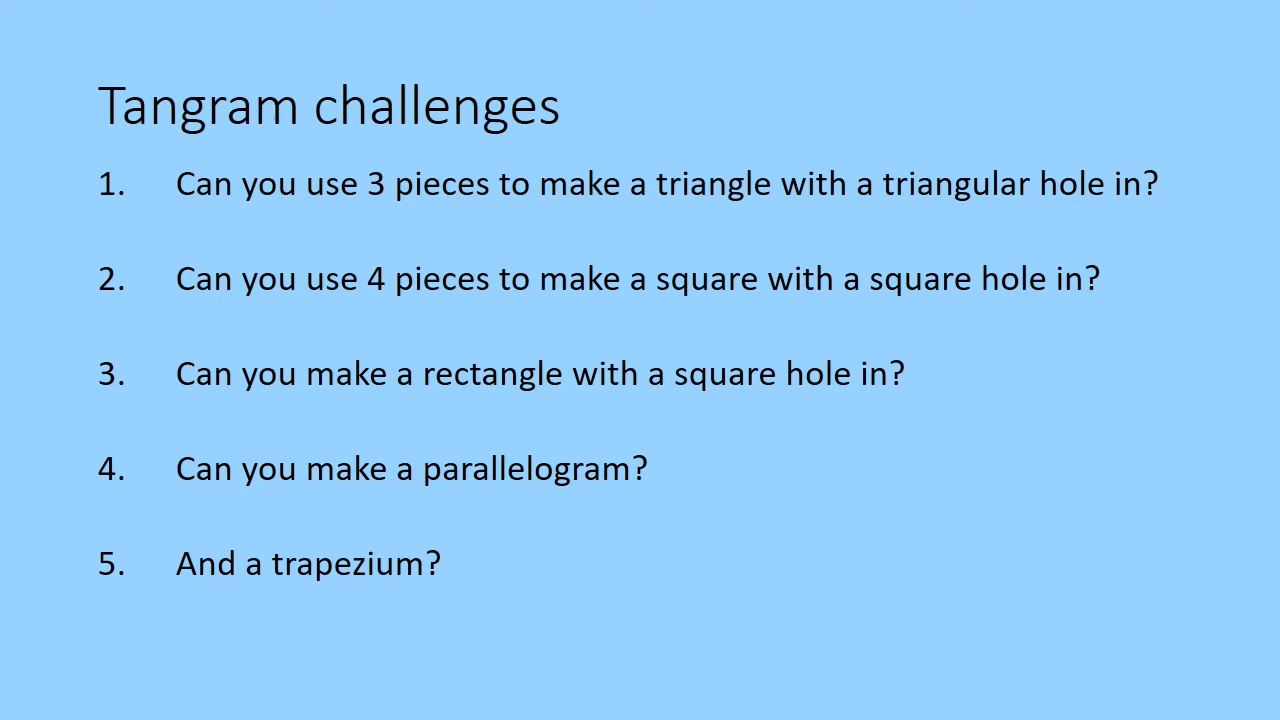 Tangram challenges
1. Can you use 3 pieces to make a triangle with a triangular hole in?
2. Can you use 4 pieces to make a square with a square hole in?
3. Can you make a rectangle with a square hole in?
4. Can you make a parallelogram?
5. And a trapezium?